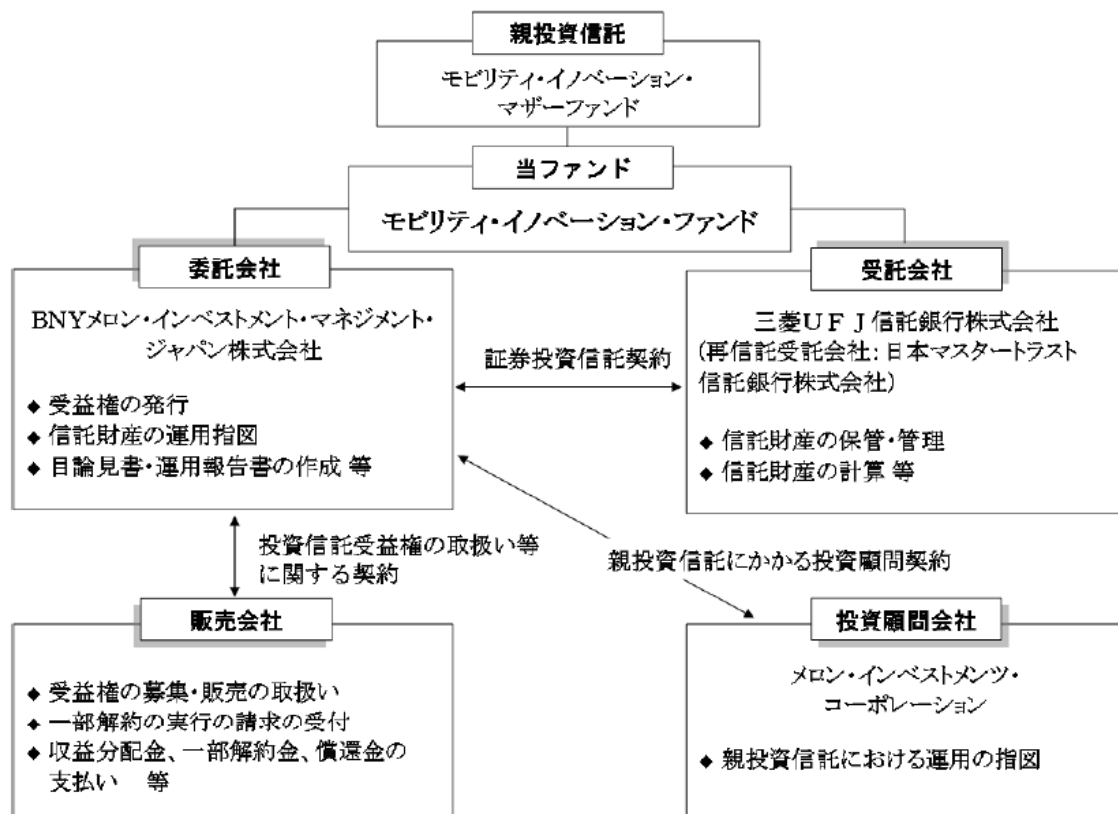 親投資信託
モビリティ・イノベーション・
マザーファンド
当ファンド
モビリティ・イノベーション・ファンド
委託会社
BNYメロン・インベストメント・マネジメント・
ジャパン株式会社
◆ 受益権の発行
◆ 信託財産の運用指図
◆ 目論見書・運用報告書の作成 等
証券投資信託契約
受託会社
三菱UFJ信託銀行株式会社
(再信託受託会社:日本マスタートラスト
信託銀行株式会社)
◆ 信託財産の保管・管理
◆ 信託財産の計算 等
投資信託受益権の取扱い等
に関する契約
親投資信託にかかる投資顧問契約
販売会社
◆ 受益権の募集・販売の取扱い
◆ 一部解約の実行の請求の受付
◆ 収益分配金、一部解約金、償還金の
支払い 等
投資顧問会社
メロン・インベストメンツ・
コーポレーション
◆ 親投資信託における運用の指図